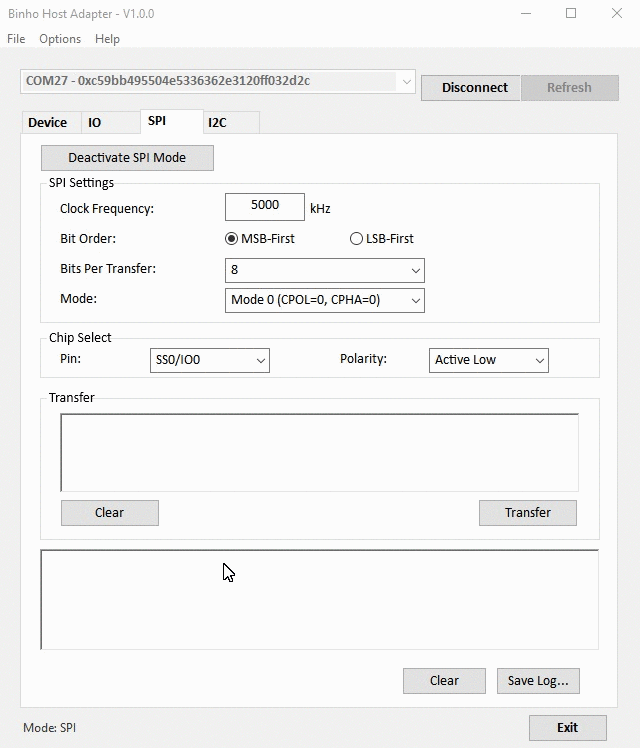 Binho Host Adapter - V1.0.0
File Options Help
COM27 - 0xc59bb495504e5336362e3120ff032d2c
Disconnect Refresh
Device IO SPI I2C
Deactivate SPI Mode
SPI Settings
Clock Frequency: 5000 kHz
Bit Order: MSB-First LSB-First
Bits Per Transfer: 8
Mode: Mode 0 (CPOL=0, CPHA=0)
Chip Select
Pin: SS0/IO0 Polarity: Active Low
Transfer
Clear Transfer
Clear Save Log...
Mode: SPI Exit